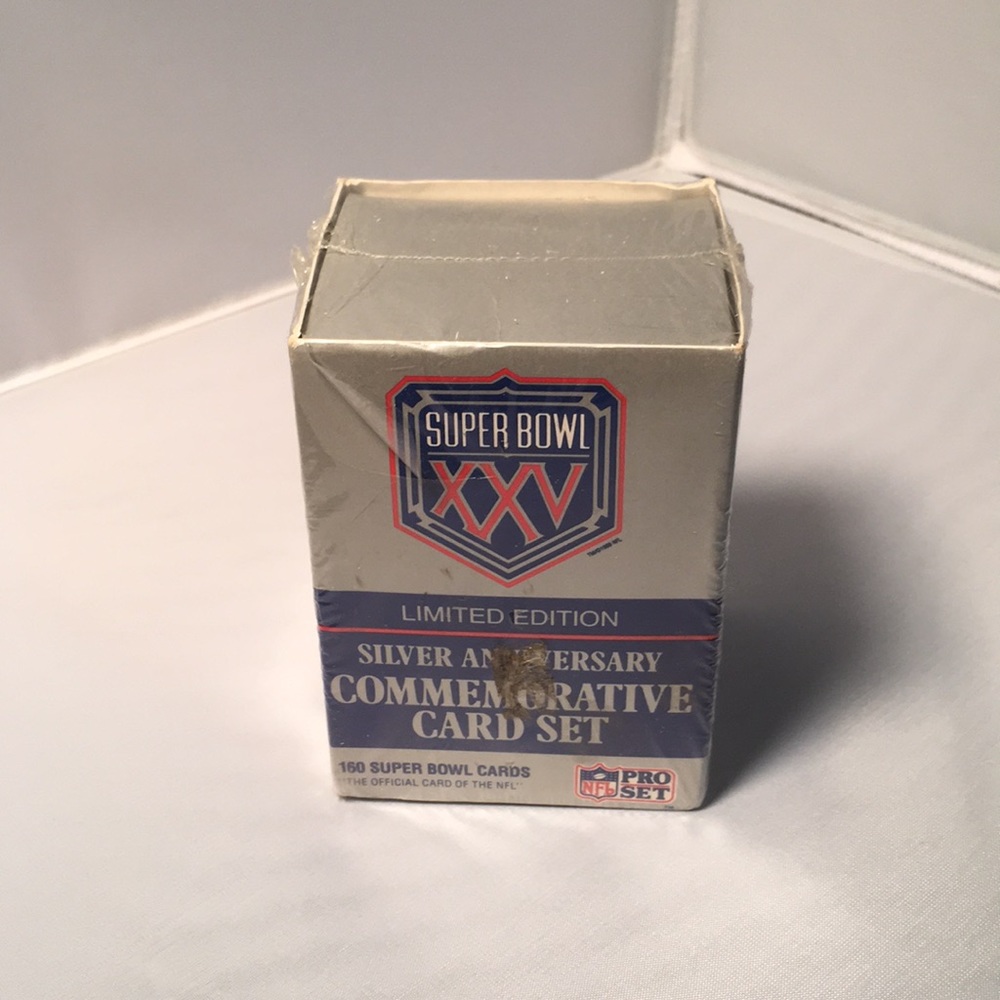 SUPER BOWL
XXV
LIMITED EDITION
SILVER ANNIVERSARY
COMMEMORATIVE
CARD SET
160 SUPER BOWL CARDS
"THE OFFICIAL CARD OF THE NFL"
NFL PRO
SET